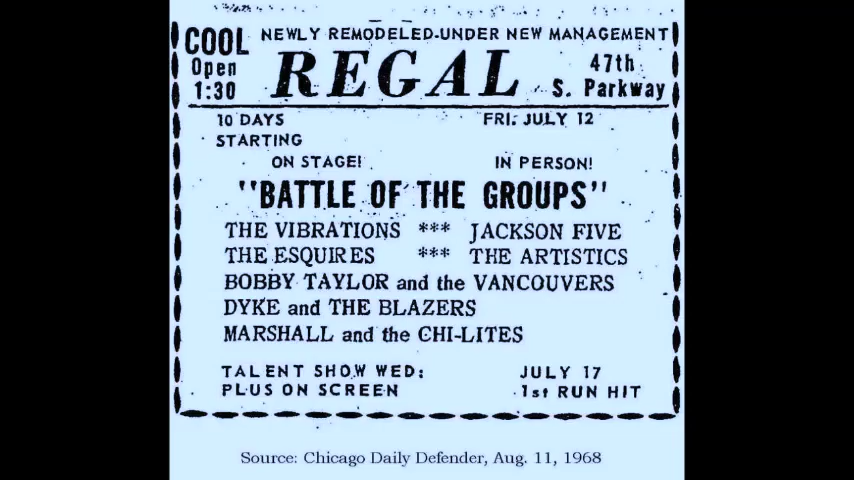 COOL NEWLY REMODELED-UNDER NEW MANAGEMENT
Open 1:30 REGAL 47th S. Parkway
10 DAYS STARTING FRI. JULY 12
ON STAGE! IN PERSON!
"BATTLE OF THE GROUPS"
THE VIBRATIONS *** JACKSON FIVE
THE ESQUIRES *** THE ARTISTICS
BOBBY TAYLOR and the VANCOUVERS
DYKE and THE BLAZERS
MARSHALL and the CHI-LITES
TALENT SHOW WED: JULY 17
PLUS ON SCREEN 1st RUN HIT
Source: Chicago Daily Defender, Aug. 11, 1968